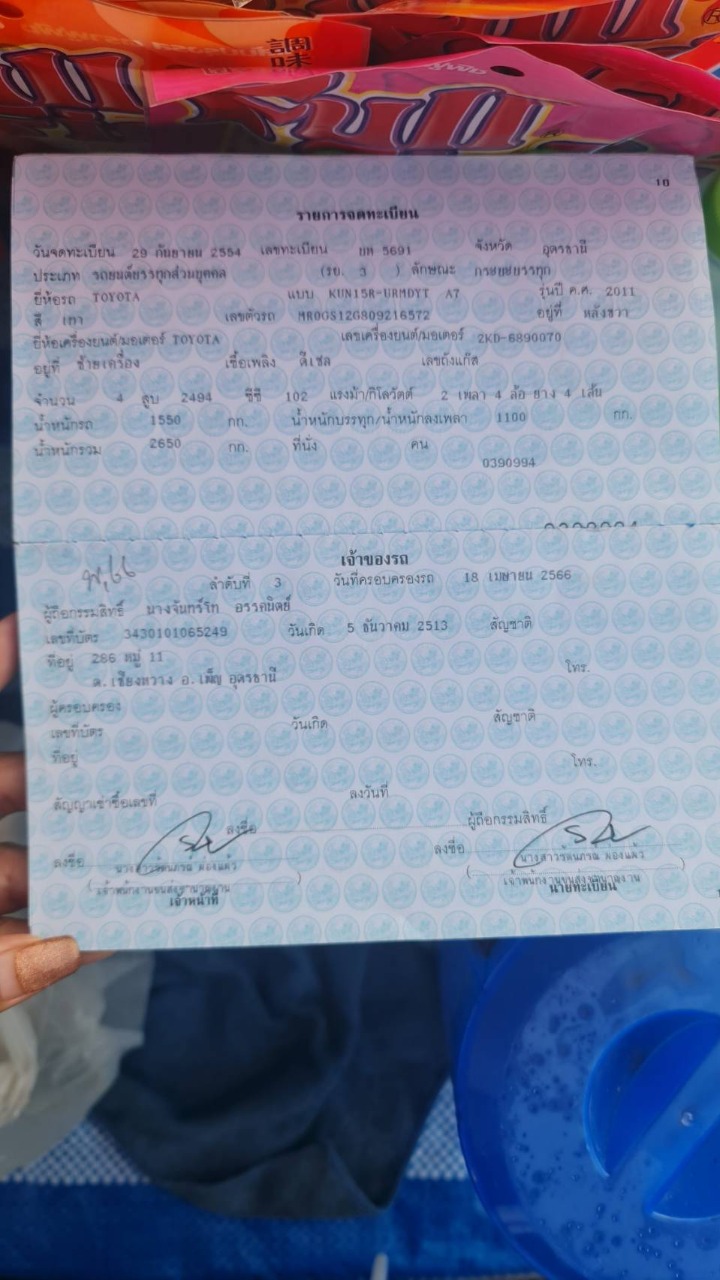 調味
18
รายการจดทะเบียน
วันจดทะเบียน 29 กันยายน 2554 เลขทะเบียน 5691 จังหวัด อุดรธานี
ประเภท รถยนต์บรรทุกส่วนบุคคล (รย. 3 ) ลักษณะ กระบะบรรทุก
ยี่ห้อรถ TOYOTA แบบ KUN15R-URMDYT A7 รุ่นปี ค.ศ. 2011
สี เทา เลขตัวรถ MR0GS12G809216572 อยู่ที่ หลังขวา
ยี่ห้อเครื่องยนต์/มอเตอร์ TOYOTA เลขเครื่องยนต์/มอเตอร์ 2KD-6890070
อยู่ที่ ซ้ายเครื่อง เชื้อเพลิง ดีเซล เลขถังแก๊ส
จำนวน 4 สูบ 2494 ซีซี 102 แรงม้า/กิโลวัตต์ 2 เพลา 4 ล้อ ยาง 4 เส้น
น้ำหนักรถ 1550 กก. น้ำหนักบรรทุก/น้ำหนักลงเพลา 1100 กก.
น้ำหนักรวม 2650 กก. ที่นั่ง คน
0390994
เจ้าของรถ
ลำดับที่ 3 วันที่ครอบครองรถ 18 เมษายน 2566
ผู้ถือกรรมสิทธิ์ นางจันทร์โท อรรคนิตย์
เลขที่บัตร 3430101065249 วันเกิด 5 ธันวาคม 2513 สัญชาติ
ที่อยู่ 286 หมู่ 11
ต.เชียงหวาง อ.เพ็ญ อุดรธานี โทร.
ผู้ครอบครอง
เลขที่บัตร วันเกิด สัญชาติ
ที่อยู่ โทร.
สัญญาเช่าซื้อเลขที่ ลงวันที่ ผู้ถือกรรมสิทธิ์
ลงชื่อ
ลงชื่อ ลงชื่อ
เจ้าหน้าที่ นายทะเบียน